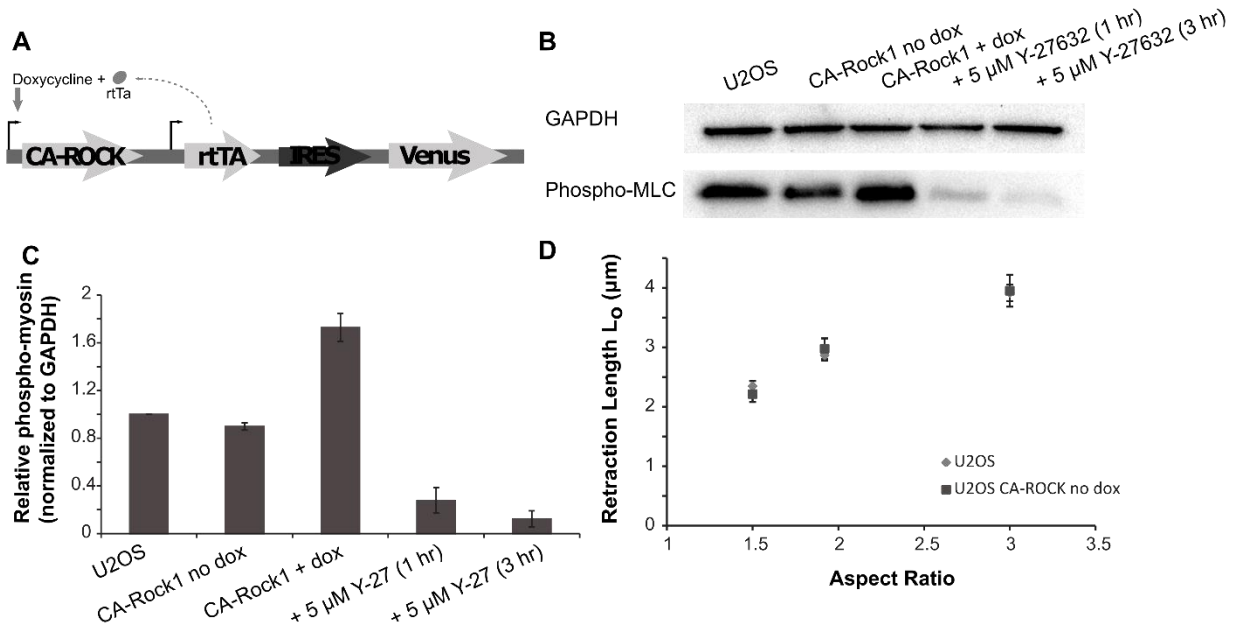 A
Doxycycline +
rtTa
CA-ROCK
rtTA
IRES
Venus
B
U2OS
CA-Rock1 no dox
CA-Rock1 + dox
+ 5 µM Y-27632 (1 hr)
+ 5 µM Y-27632 (3 hr)
GAPDH
Phospho-MLC
C
Relative phospho-myosin
(normalized to GAPDH)
2
1.6
1.2
0.8
0.4
0
U2OS
CA-Rock1 no dox
CA-Rock1 + dox
+ 5 µM Y-27 (1 hr)
+ 5 µM Y-27 (3 hr)
D
Retraction Length Lo (µm)
4
3
2
1
0
1
1.5
2
2.5
3
3.5
U2OS
U2OS CA-ROCK no dox
Aspect Ratio